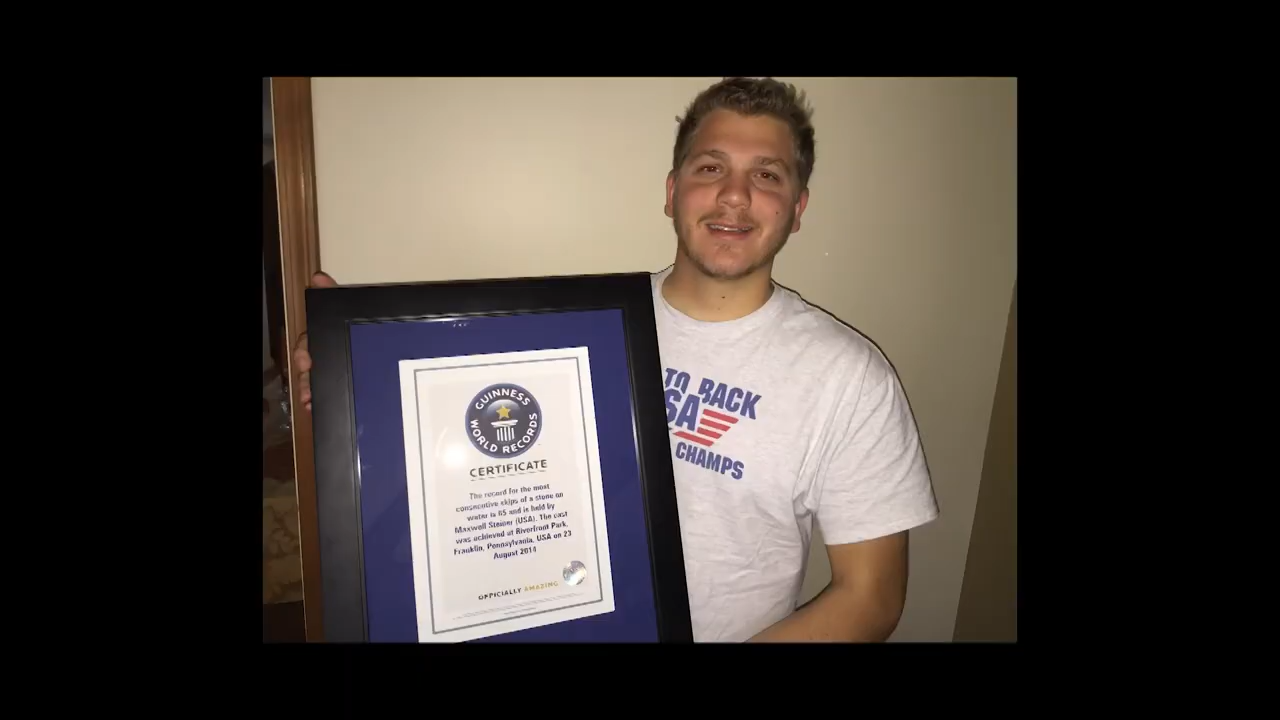 GUINNESS
WORLD RECORDS
CERTIFICATE
The record for the most
consecutive skips of a stone on
water is 65 and is held by
Maxwell Steiner (USA). The cast
was achieved at Riverfront Park,
Franklin, Pennsylvania, USA on 23
August 2014
OFFICIALLY AMAZING
TO BACK
SA
CHAMPS